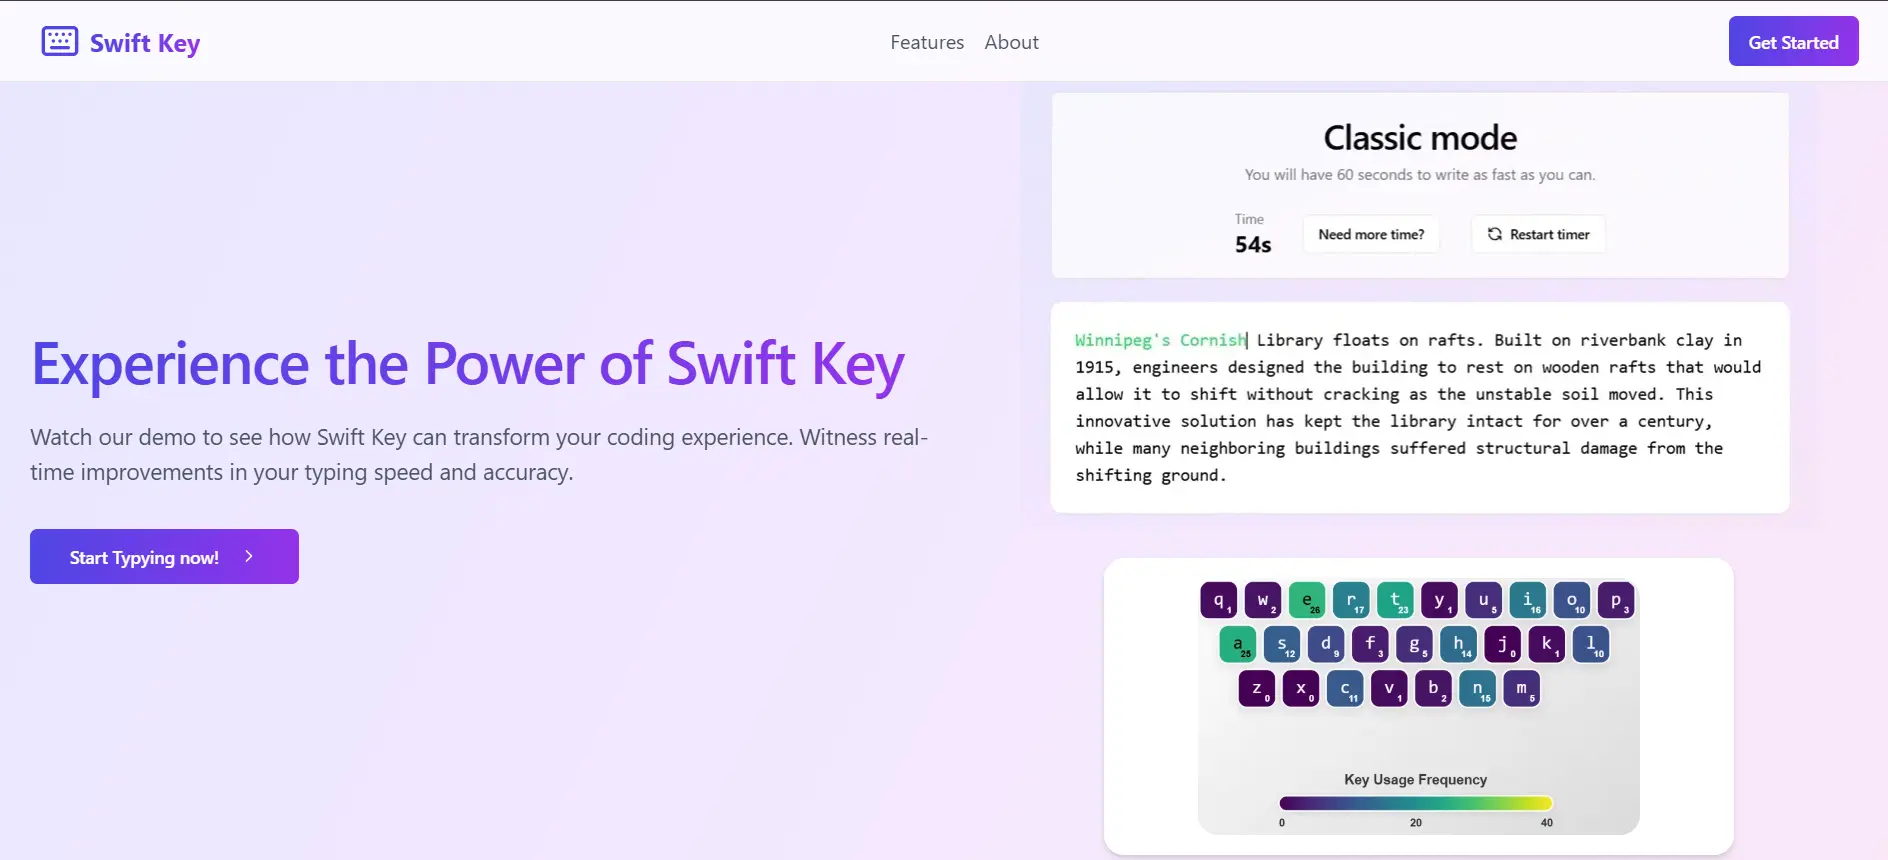 Swift Key
Features
About
Get Started
Classic mode
You will have 60 seconds to write as fast as you can.
Time
54s
Need more time?
Restart timer
Experience the Power of Swift Key
Watch our demo to see how Swift Key can transform your coding experience. Witness real-
time improvements in your typing speed and accuracy.
Start Typying now!
Winnipeg's Cornish Library floats on rafts. Built on riverbank clay in
1915, engineers designed the building to rest on wooden rafts that would
allow it to shift without cracking as the unstable soil moved. This
innovative solution has kept the library intact for over a century,
while many neighboring buildings suffered structural damage from the
shifting ground.
q 1 w 2 e 26 r 17 t 23 y 1 u 5 i 16 o 10 p 3
a 25 s 12 d 9 f 3 g 5 h 14 j 0 k 1 l 10
z 0 x 0 c 11 v 1 b 2 n 15 m 5
Key Usage Frequency
0 20 40